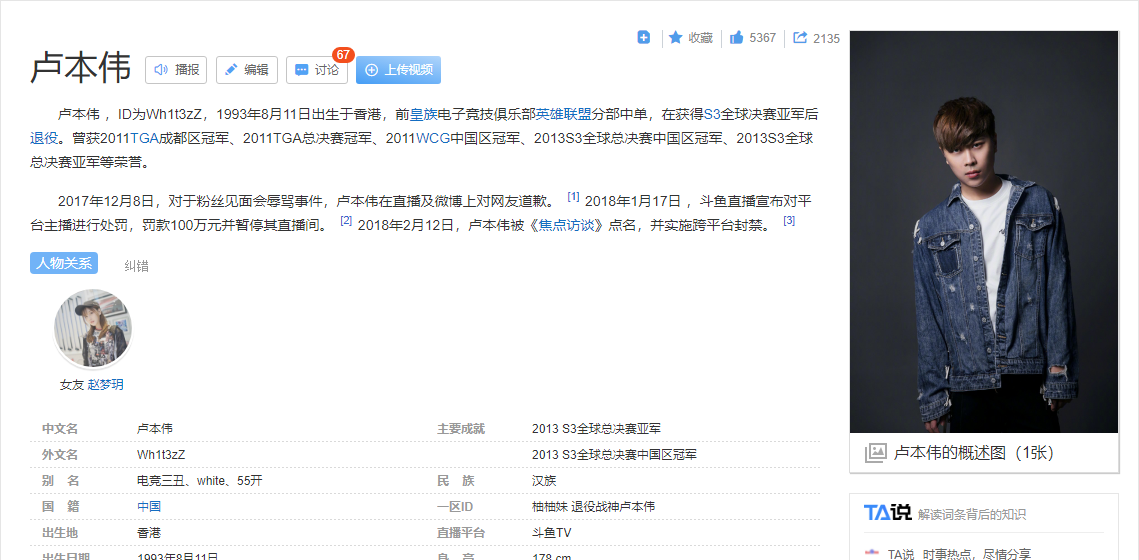 收藏 5367 2135
卢本伟 播报 编辑 讨论 67 上传视频
卢本伟 ，ID为Wh1t3zZ，1993年8月11日出生于香港，前皇族电子竞技俱乐部英雄联盟分部中单，在获得S3全球决赛亚军后
退役。曾获2011TGA成都区冠军、2011TGA总决赛冠军、2011WCG中国区冠军、2013S3全球总决赛中国区冠军、2013S3全球
总决赛亚军等荣誉。
2017年12月8日，对于粉丝见面会辱骂事件，卢本伟在直播及微博上对网友道歉。 [1] 2018年1月17日 ，斗鱼直播宣布对平
台主播进行处罚，罚款100万元并暂停其直播间。 [2] 2018年2月12日，卢本伟被《焦点访谈》点名，并实施跨平台封禁。 [3]
人物关系 纠错
女友 赵梦玥
中文名 卢本伟 主要成就 2013 S3全球总决赛亚军
外文名 Wh1t3zZ 2013 S3全球总决赛中国区冠军
别 名 电竞三丑、white、55开 民 族 汉族
国 籍 中国 一区ID 柚柚妹 退役战神卢本伟
出生地 香港 直播平台 斗鱼TV
出生日期 1993年8月11日 身 高 178 cm
卢本伟的概述图（1张）
TA说 解读词条背后的知识
TA说 时事热点，尽情分享